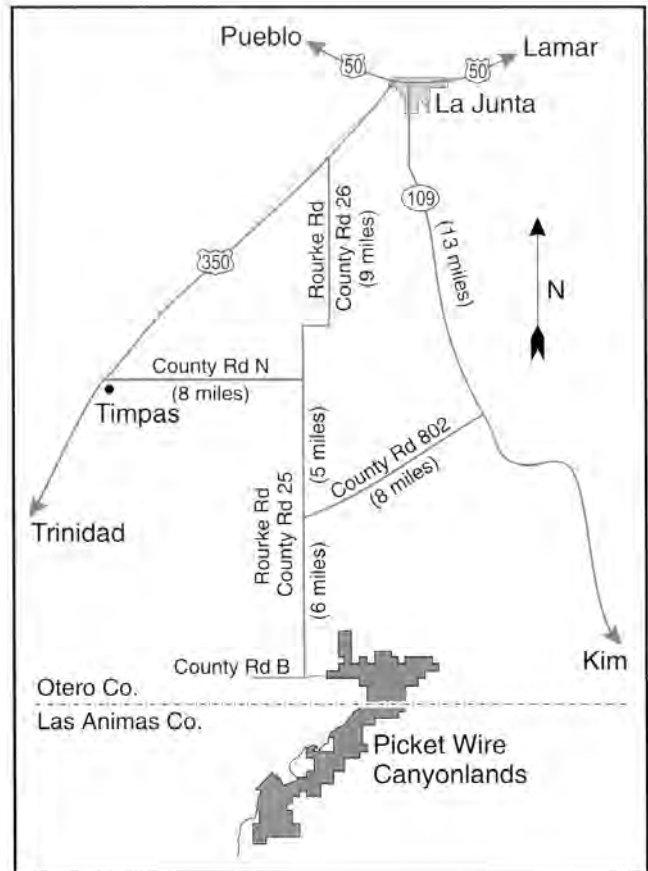 Pueblo
50
50
Lamar
La Junta
109
(13 miles)
Rourke Rd
County Rd 26
(9 miles)
350
N
County Rd N
(8 miles)
Timpas
(5 miles)
County Rd 802
(8 miles)
Rourke Rd
County Rd 25
Trinidad
(6 miles)
Kim
County Rd B
Otero Co.
Las Animas Co.
Picket Wire
Canyonlands